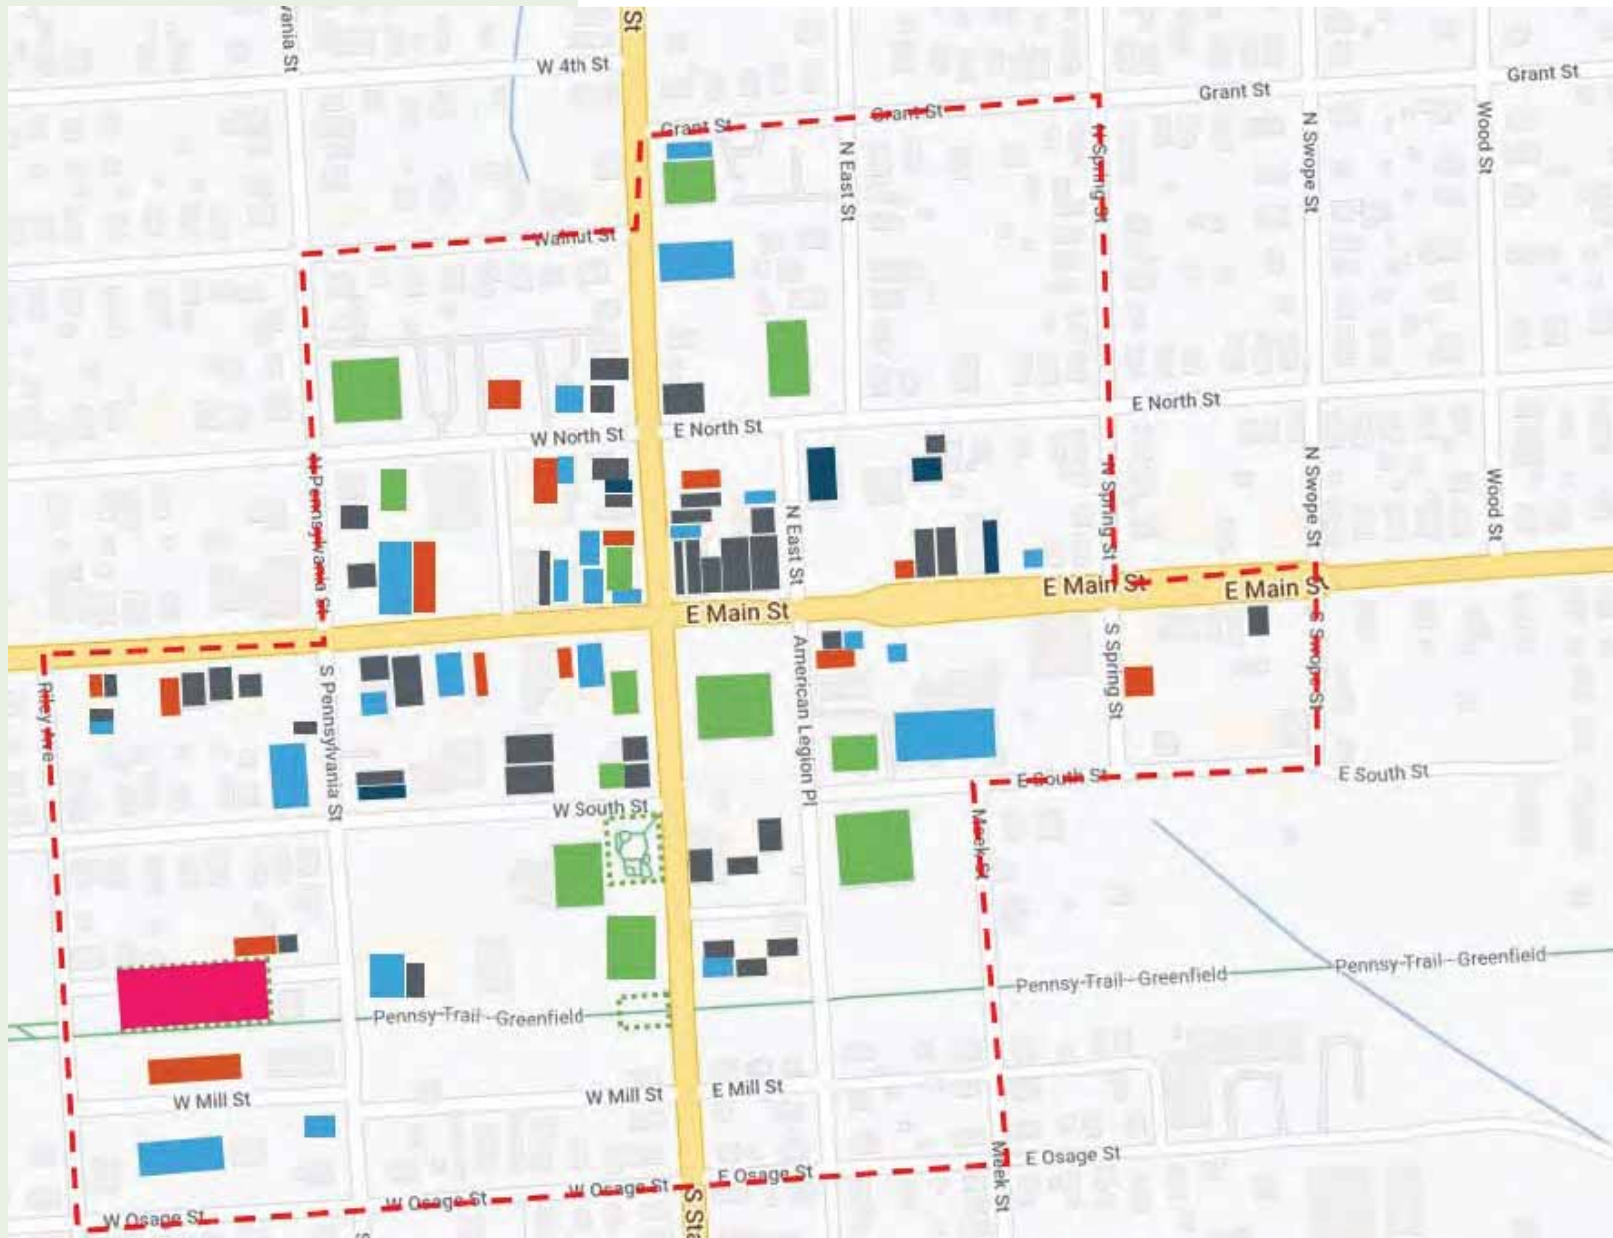 vania St
St
W 4th St
Grant St
Grant St
Grant St
Grant St
N East St
N Spring St
N Swope St
Wood St
Walnut St
E North St
W North St
E North St
N Pennsylvania St
N East St
N Spring St
N Swope St
Wood St
E Main St
E Main St
E Main St
Riley Ave
S Pennsylvania St
American Legion Pl
S Spring St
S Swope St
E South St
E South St
W South St
Meek St
Pennsy-Trail--Greenfield
Pennsy-Trail--Greenfield
Pennsy-Trail--Greenfield
W Mill St
W Mill St
E Mill St
Meek St
E Osage St
E Osage St
W Osage St
W Osage St
W Osage St
S Sta